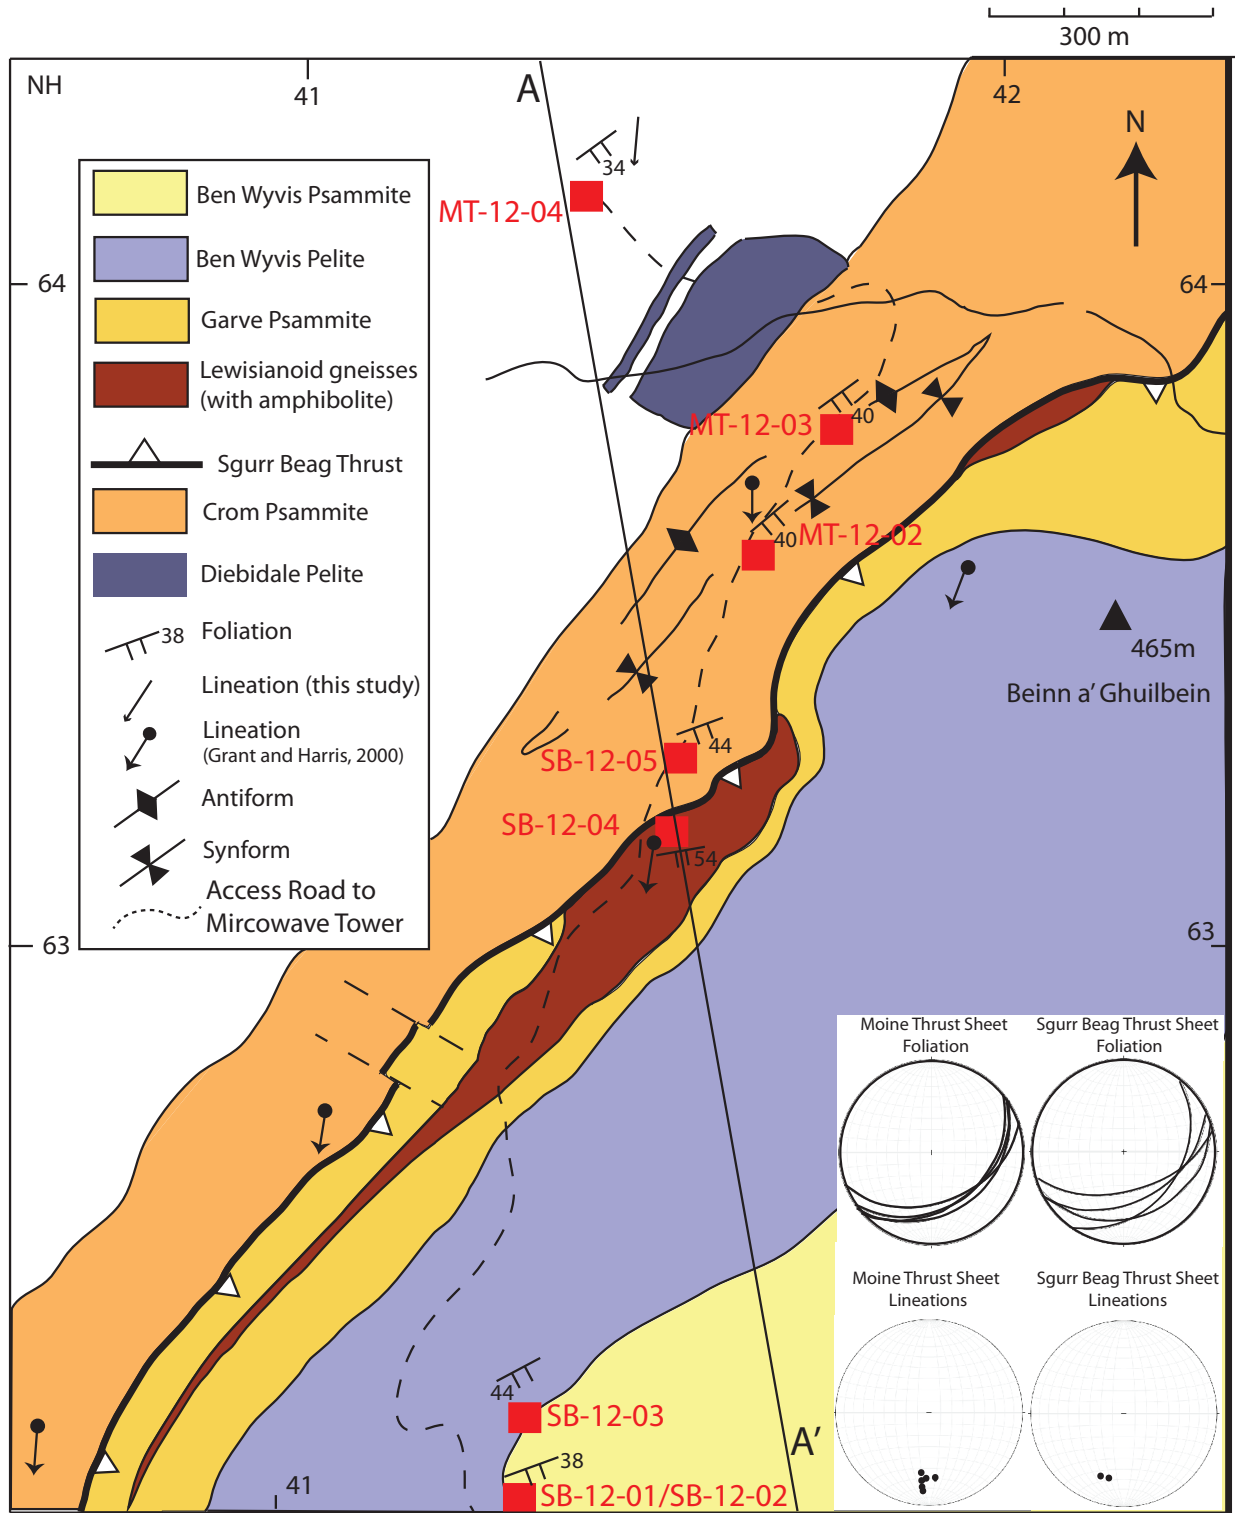 300 m
NH
41
A
42
N
34
MT-12-04
64
64
Ben Wyvis Psammite
Ben Wyvis Pelite
Garve Psammite
Lewisianoid gneisses
(with amphibolite)
Sgurr Beag Thrust
Crom Psammite
Diebidale Pelite
38
Foliation
Lineation (this study)
Lineation
(Grant and Harris, 2000)
Antiform
Synform
Access Road to
Mircowave Tower
MT-12-03
40
40
MT-12-02
465m
Beinn a' Ghuilbein
44
SB-12-05
SB-12-04
54
63
63
Moine Thrust Sheet
Foliation
Sgurr Beag Thrust Sheet
Foliation
Moine Thrust Sheet
Lineations
Sgurr Beag Thrust Sheet
Lineations
44
SB-12-03
A'
38
41
SB-12-01/SB-12-02